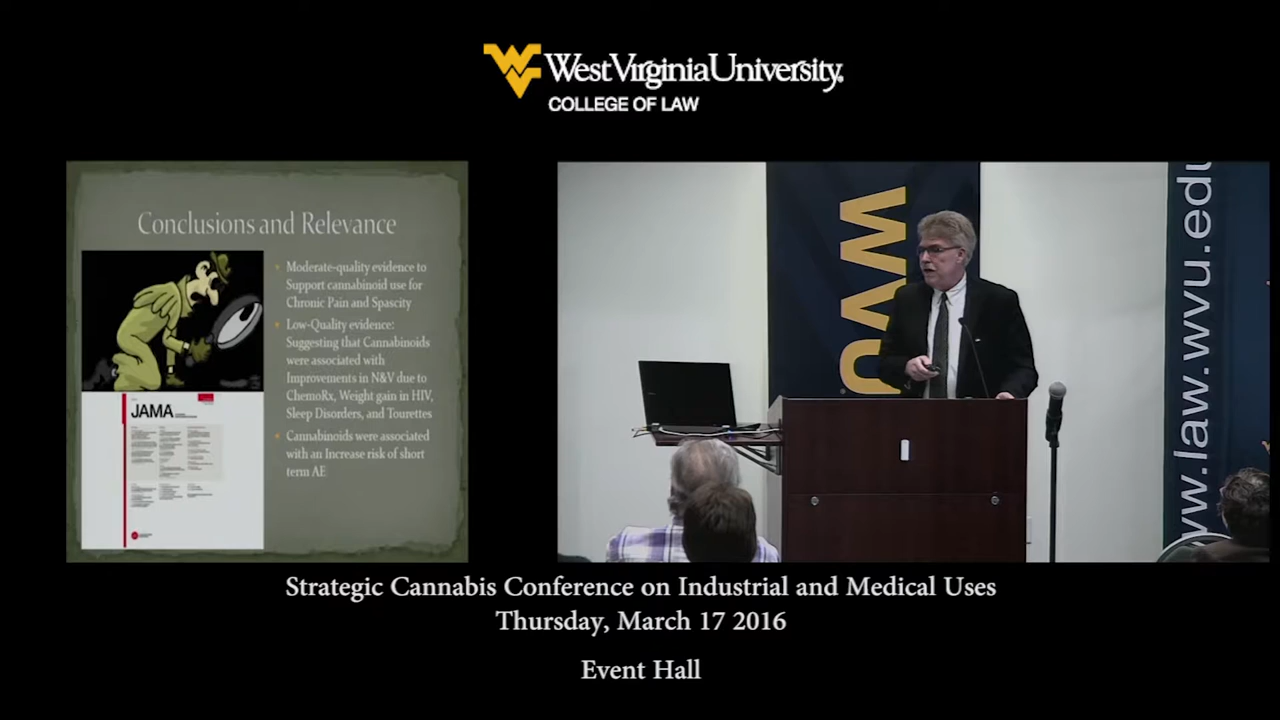 West Virginia University.
COLLEGE OF LAW
Conclusions and Relevance
Moderate-quality evidence to
Support cannabinoid use for
Chronic Pain and Spascity
Low-Quality evidence:
Suggesting that Cannabinoids
were associated with
Improvements in N&V due to
ChemoRx, Weight gain in HIV,
Sleep Disorders, and Tourettes
Cannabinoids were associated
with an Increase risk of short
term AE
JAMA
WVU
www.law.wvu.edu
Strategic Cannabis Conference on Industrial and Medical Uses
Thursday, March 17 2016
Event Hall